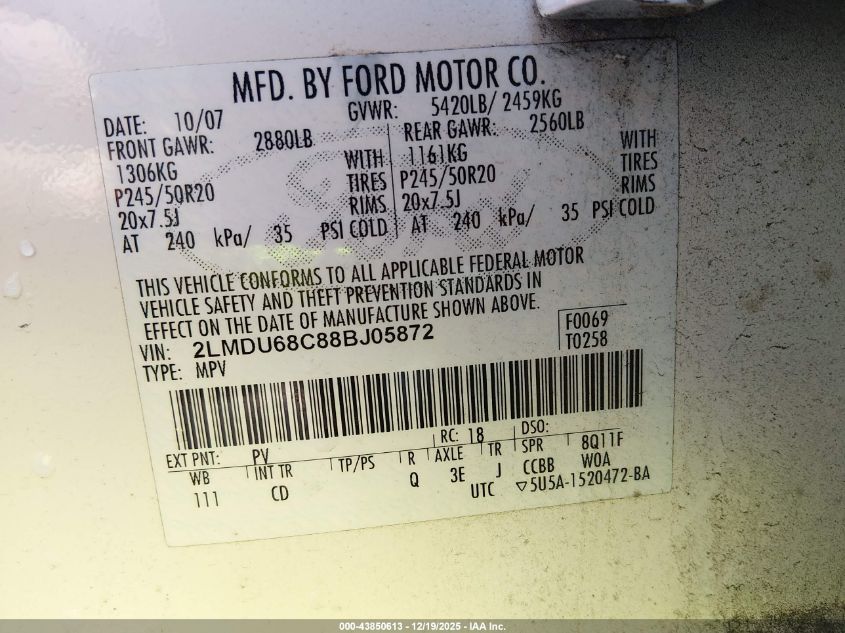 MFD. BY FORD MOTOR CO.
DATE: 10/07 GVWR: 5420LB/ 2459KG
FRONT GAWR: 2880LB REAR GAWR: 2560LB
1306KG WITH 1161KG WITH
P245/50R20 TIRES P245/50R20 TIRES
20x7.5J RIMS 20x7.5J RIMS
AT 240 kPa/ 35 PSI COLD AT 240 kPa/ 35 PSI COLD
THIS VEHICLE CONFORMS TO ALL APPLICABLE FEDERAL MOTOR
VEHICLE SAFETY AND THEFT PREVENTION STANDARDS IN
EFFECT ON THE DATE OF MANUFACTURE SHOWN ABOVE.
VIN: 2LMDU68C88BJ05872 F0069
TYPE: MPV T0258
EXT PNT: PV RC: 18 DSO:
WB INT TR TP/PS R AXLE TR SPR 8Q11F
111 CD Q 3E J CCBB W0A
UTC ▽5U5A-1520472-BA
000-43850613 - 12/19/2025 - IAA Inc.